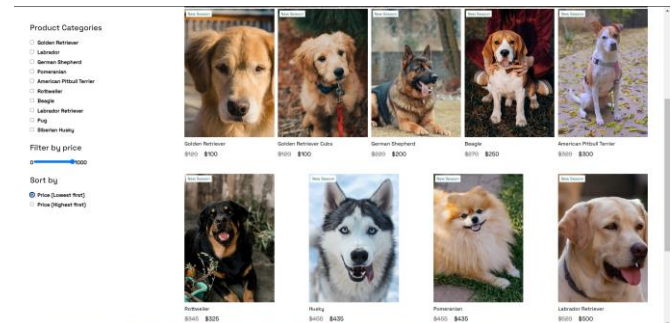 Product Categories
Golden Retriever
Labrador
German Shepherd
Pomeranian
American Pitbull Terrier
Rottweiler
Beagle
Labrador Retriever
Pug
Siberian Husky
Filter by price
0 1000
Sort by
Price (Lowest first)
Price (Highest first)
New Season
New Season
New Season
New Season
New Season
Golden Retriever
$120 $100
Golden Retriever Cubs
$120 $100
German Shepherd
$220 $200
Beagle
$270 $250
American Pitbull Terrier
$320 $300
New Season
New Season
New Season
New Season
Rottweiler
$345 $325
Husky
$435
Pomeranian
$435
Labrador Retriever
$520 $500